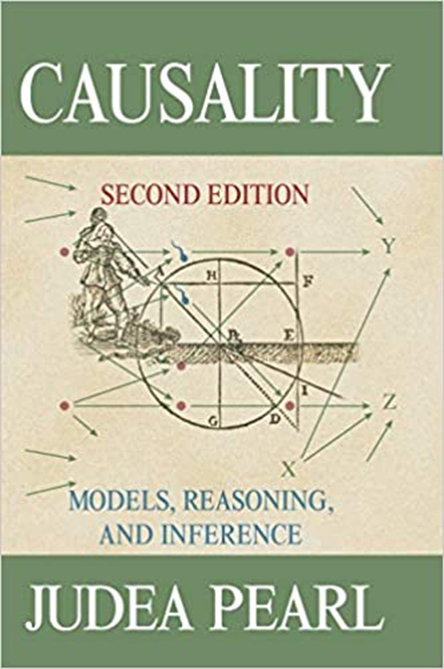 CAUSALITY
SECOND EDITION
Y
A
H
F
E
I
G
D
Z
X
MODELS, REASONING,
AND INFERENCE
JUDEA PEARL